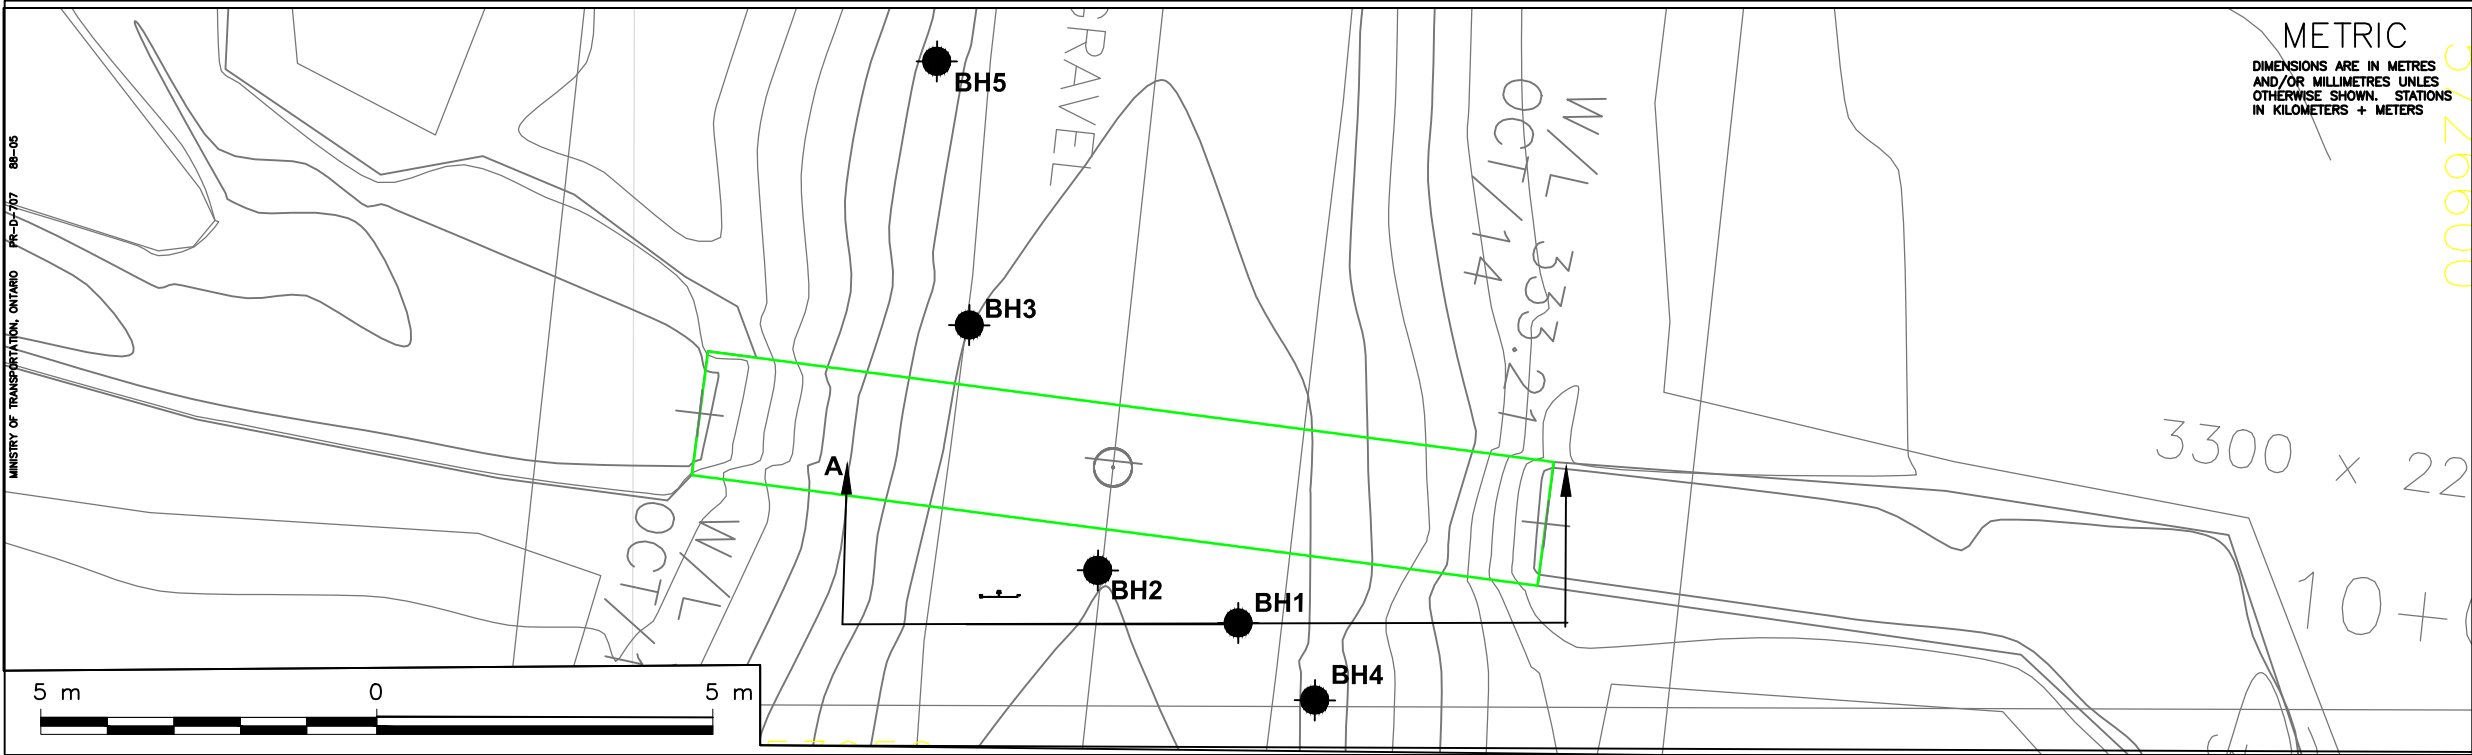 METRIC
DIMENSIONS ARE IN METRES
AND/OR MILLIMETRES UNLES
OTHERWISE SHOWN. STATIONS
IN KILOMETERS + METERS
MINISTRY OF TRANSPORTATION, ONTARIO PR-D-707 88-05
BH5
GRAVEL
W/L 333.21
OCT/14
BH3
A
3300 x 22
W/L
OCT/1
BH2
BH1
10+
BH4
5 m 0 5 m